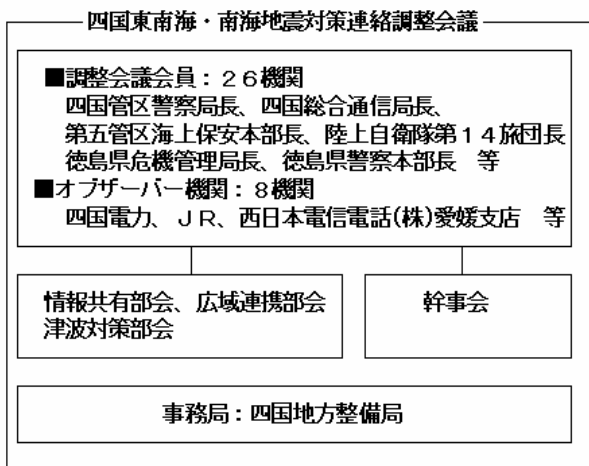 四国東南海・南海地震対策連絡調整会議
■調整会議会員：２６機関
四国管区警察局長、四国総合通信局長、
第五管区海上保安本部長、陸上自衛隊第１４旅団長
徳島県危機管理局長、徳島県警察本部長　等
■オブザーバー機関：８機関
四国電力、ＪＲ、西日本電信電話(株)愛媛支店　等
情報共有部会、広域連携部会
津波対策部会
幹事会
事務局：四国地方整備局